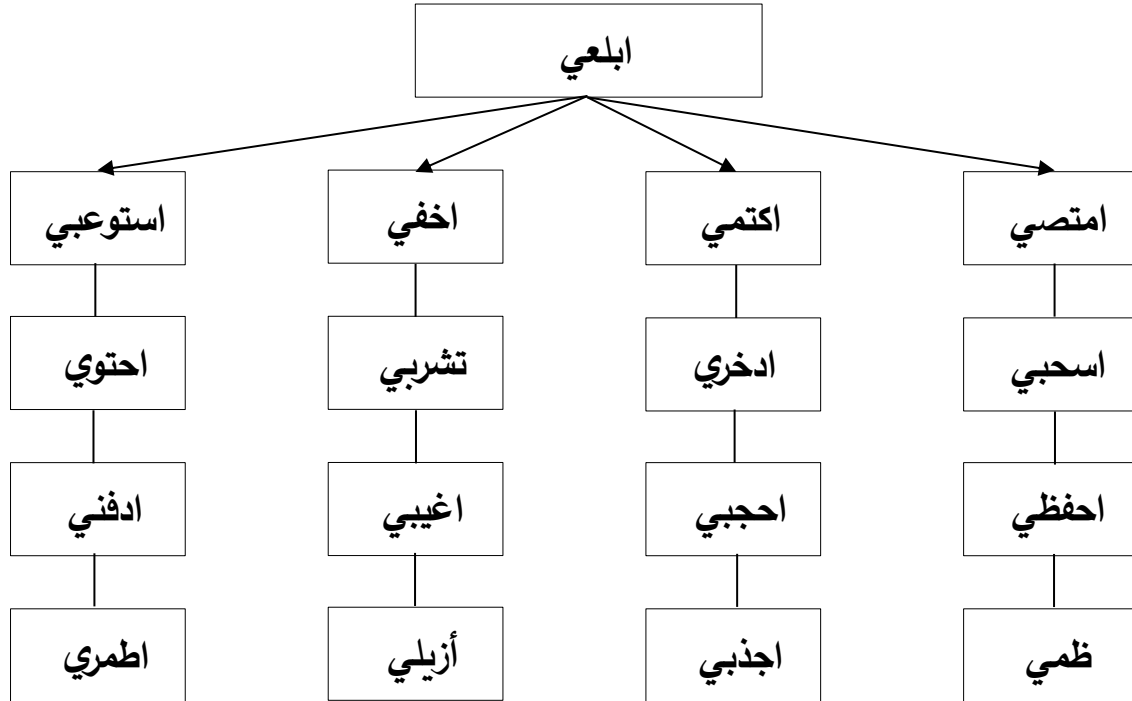 ابلعي
امتصي
اكتمي
اخفي
استوعبي
اسحبي
ادخري
تشربي
احتوي
احفظي
احجبي
اغيبي
ادفني
ظمي
اجذبي
أزيلي
اطمري